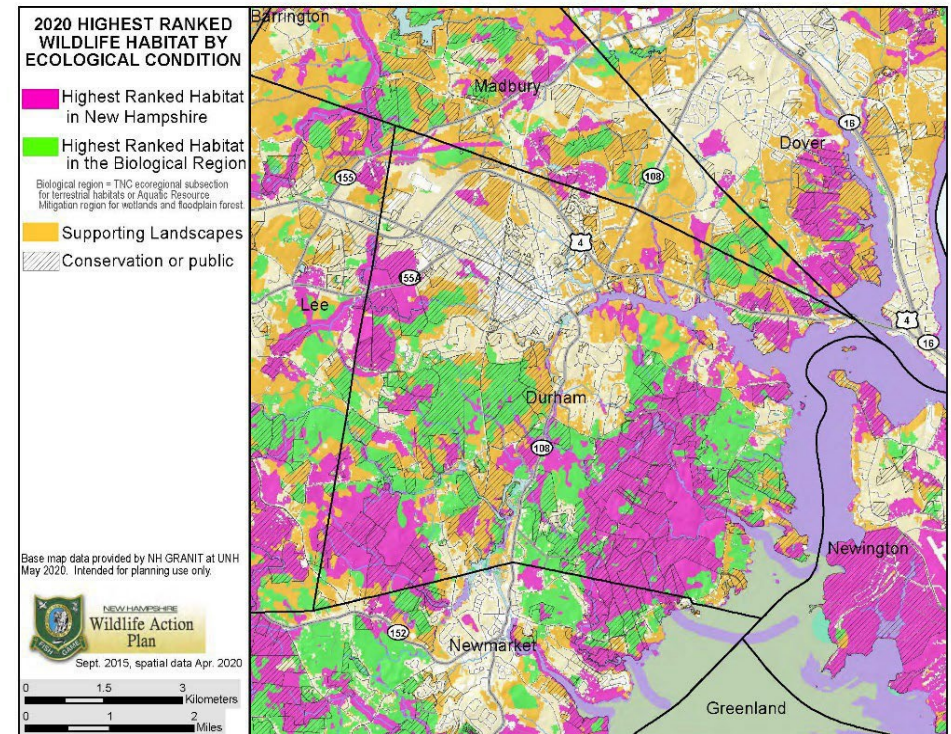 2020 HIGHEST RANKED
WILDLIFE HABITAT BY
ECOLOGICAL CONDITION
Highest Ranked Habitat
in New Hampshire
Highest Ranked Habitat
in the Biological Region
Biological region = TNC ecoregional subsection
for terrestrial habitats or Aquatic Resource
Mitigation region for wetlands and floodplain forest.
Supporting Landscapes
Conservation or public
Base map data provided by NH GRANIT at UNH
May 2020. Intended for planning use only.
FISH GAME
NEW HAMPSHIRE
Wildlife Action
Plan
Sept. 2015, spatial data Apr. 2020
0 1.5 3
Kilometers
0 1 2
Miles
Barrington
Madbury
16
Dover
155
108
4
155A
Lee
4
16
Durham
108
Newington
152
Newmarket
Greenland